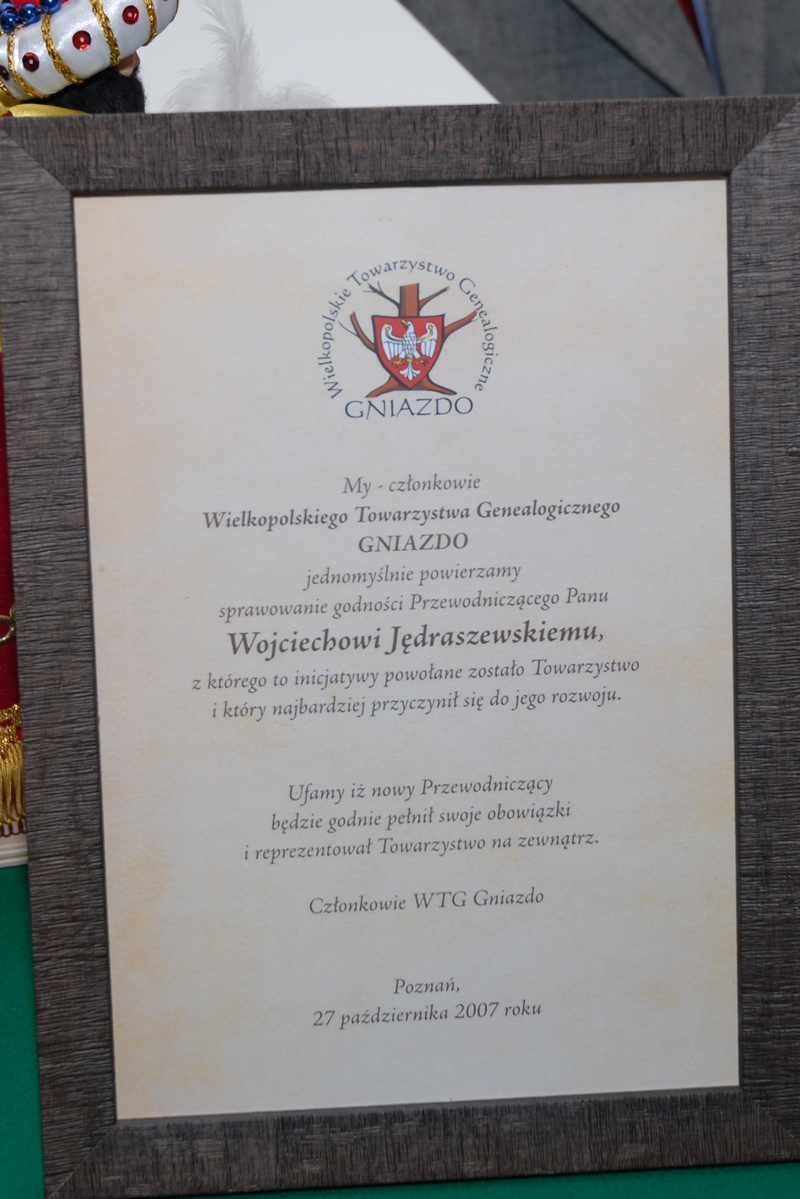 Wielkopolskie Towarzystwo Genealogiczne
GNIAZDO
My - członkowie
Wielkopolskiego Towarzystwa Genealogicznego
GNIAZDO
jednomyślnie powierzamy
sprawowanie godności Przewodniczącego Panu
Wojciechowi Jędraszewskiemu,
z którego to inicjatywy powołane zostało Towarzystwo
i który najbardziej przyczynił się do jego rozwoju.
Ufamy iż nowy Przewodniczący
będzie godnie pełnił swoje obowiązki
i reprezentował Towarzystwo na zewnątrz.
Członkowie WTG Gniazdo
Poznań,
27 października 2007 roku